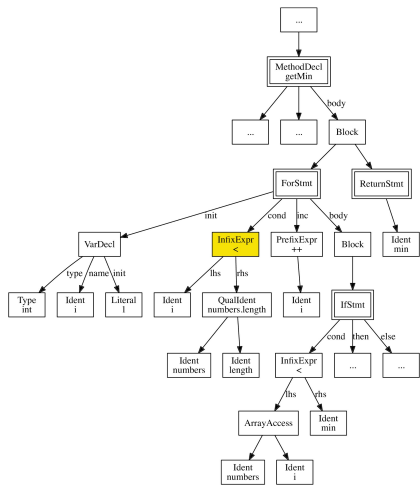 ...
MethodDecl
getMin
body
...
...
Block
ForStmt
ReturnStmt
init
cond
inc
body
VarDecl
InfixExpr
<
PrefixExpr
++
Block
Ident
min
type
name
init
lhs
rhs
Type
int
Ident
i
Literal
1
Ident
i
QualIdent
numbers.length
Ident
i
IfStmt
cond
then
else
Ident
numbers
Ident
length
InfixExpr
<
...
...
lhs
rhs
ArrayAccess
Ident
min
Ident
numbers
Ident
i